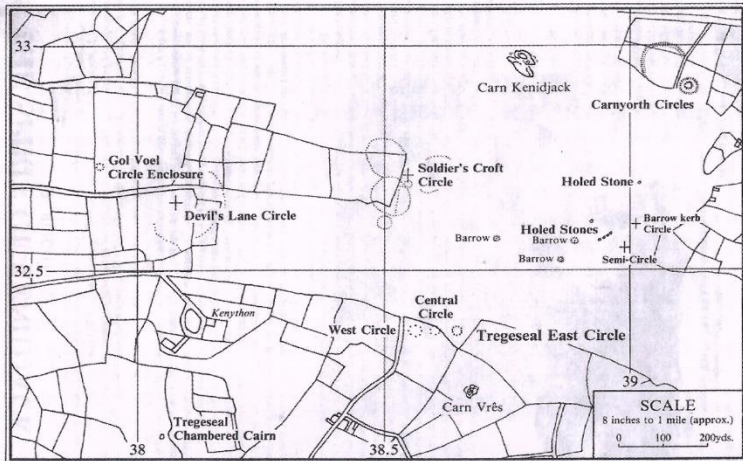 33
Carn Kenidjack
Carnyorth Circles
Gol Voel
Circle Enclosure
Soldier's Croft
Circle
Holed Stone
Devil's Lane Circle
Barrow kerb
Circle
Holed Stones
Barrow
Barrow
Semi-Circle
Barrow
32.5
Central
Circle
Kenython
West Circle
Tregeseal East Circle
39
Carn Vrês
SCALE
8 inches to 1 mile (approx.)
0 100 200yds.
Tregeseal
Chambered Cairn
38
38.5